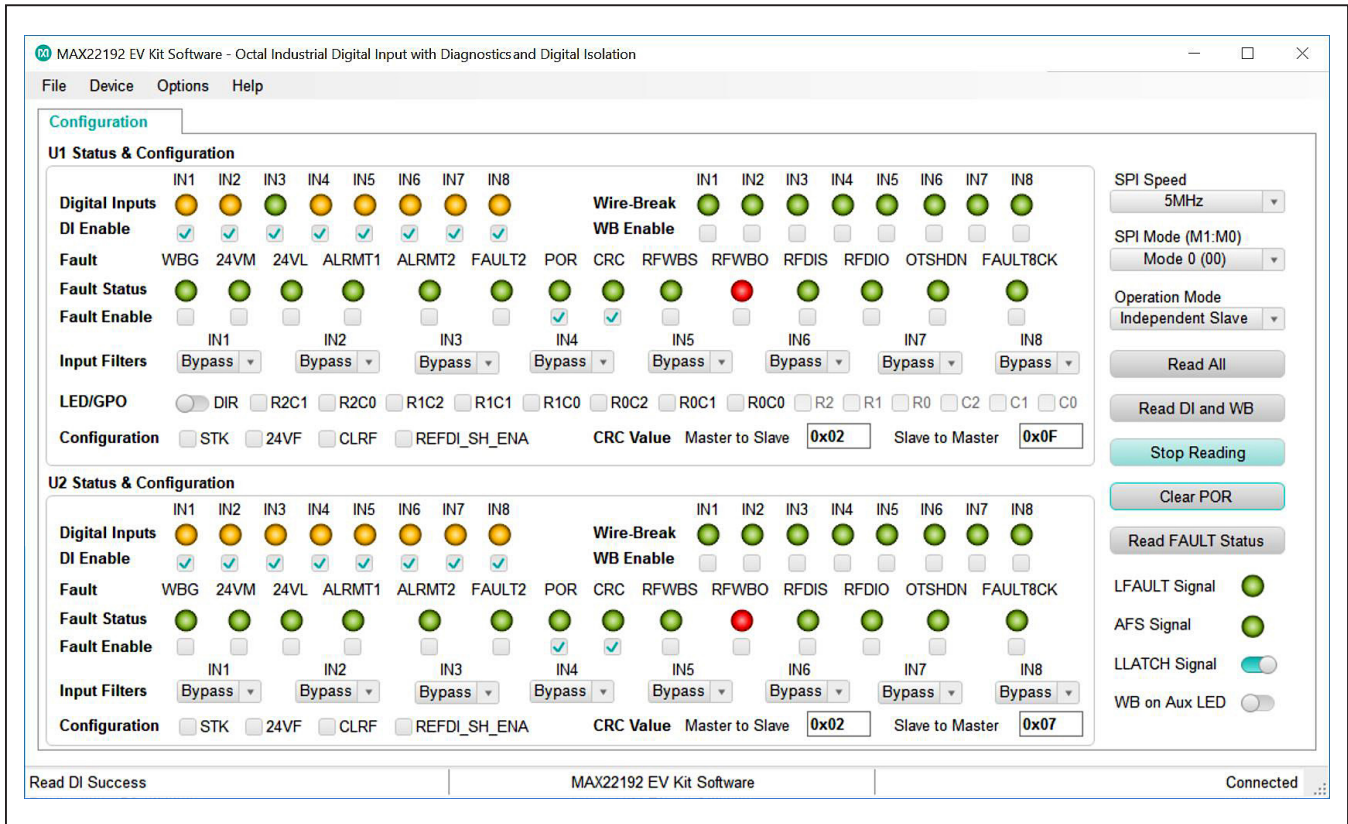 MAX22192 EV Kit Software - Octal Industrial Digital Input with Diagnostics and Digital Isolation
File Device Options Help
Configuration
U1 Status & Configuration
IN1 IN2 IN3 IN4 IN5 IN6 IN7 IN8 IN1 IN2 IN3 IN4 IN5 IN6 IN7 IN8
Digital Inputs Wire-Break
DI Enable WB Enable
Fault WBG 24VM 24VL ALRMT1 ALRMT2 FAULT2 POR CRC RFWBS RFWBO RFDIS RFDIO OTSHDN FAULT8CK
Fault Status
Fault Enable
IN1 IN2 IN3 IN4 IN5 IN6 IN7 IN8
Input Filters Bypass Bypass Bypass Bypass Bypass Bypass Bypass Bypass
LED/GPO DIR R2C1 R2C0 R1C2 R1C1 R1C0 R0C2 R0C1 R0C0 R2 R1 R0 C2 C1 C0
Configuration STK 24VF CLRF REFDI_SH_ENA CRC Value Master to Slave 0x02 Slave to Master 0x0F
U2 Status & Configuration
IN1 IN2 IN3 IN4 IN5 IN6 IN7 IN8 IN1 IN2 IN3 IN4 IN5 IN6 IN7 IN8
Digital Inputs Wire-Break
DI Enable WB Enable
Fault WBG 24VM 24VL ALRMT1 ALRMT2 FAULT2 POR CRC RFWBS RFWBO RFDIS RFDIO OTSHDN FAULT8CK
Fault Status
Fault Enable
IN1 IN2 IN3 IN4 IN5 IN6 IN7 IN8
Input Filters Bypass Bypass Bypass Bypass Bypass Bypass Bypass Bypass
Configuration STK 24VF CLRF REFDI_SH_ENA CRC Value Master to Slave 0x02 Slave to Master 0x07
SPI Speed
5MHz
SPI Mode (M1:M0)
Mode 0 (00)
Operation Mode
Independent Slave
Read All
Read DI and WB
Stop Reading
Clear POR
Read FAULT Status
LFAULT Signal
AFS Signal
LLATCH Signal
WB on Aux LED
Read DI Success MAX22192 EV Kit Software Connected